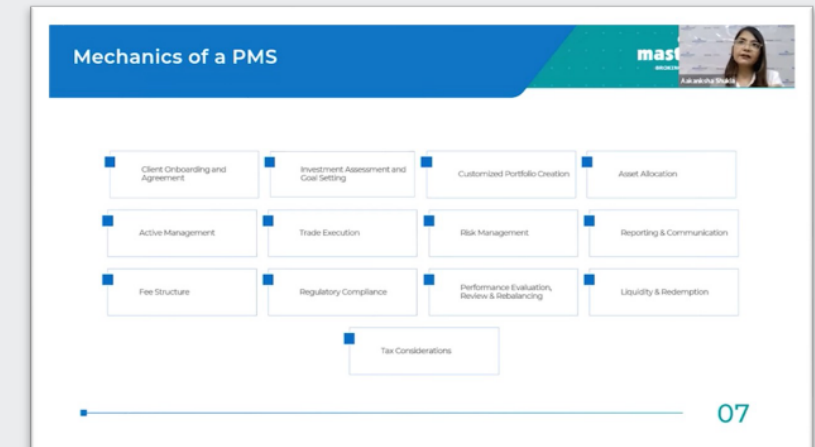 Mechanics of a PMS
mast
Aakanksha Shukla
Client Onboarding and
Agreement
Investment Assessment and
Goal Setting
Customized Portfolio Creation
Asset Allocation
Active Management
Trade Execution
Risk Management
Reporting & Communication
Fee Structure
Regulatory Compliance
Performance Evaluation,
Review & Rebalancing
Liquidity & Redemption
Tax Considerations
07